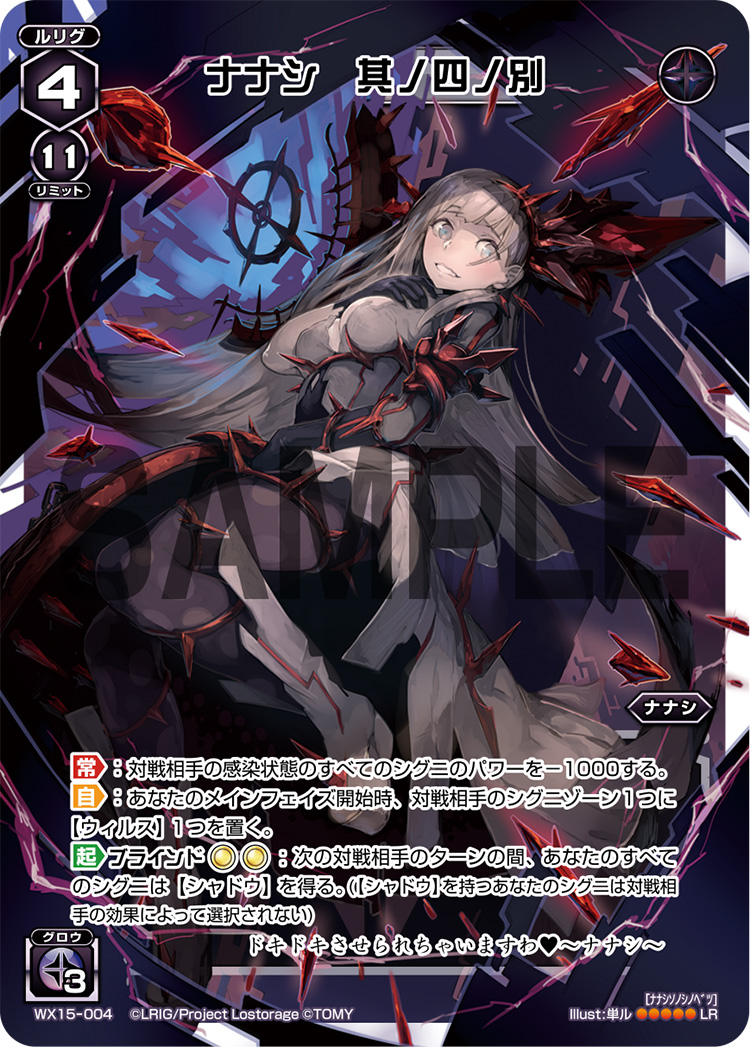 ルリグ
4
ナナシ 其ノ四ノ別
11
リミット
SAMPLE
ナナシ
常:対戦相手の感染状態のすべてのシグニのパワーを－1000する。
自:あなたのメインフェイズ開始時、対戦相手のシグニゾーン１つに
【ウィルス】１つを置く。
起 ブラインド:次の対戦相手のターンの間、あなたのすべて
のシグニは【シャドウ】を得る。(【シャドウ】を持つあなたのシグニは対戦相
手の効果によって選択されない)
ドキドキさせられちゃいますわ♥～ナナシ～
グロウ
3
[ナナシソノシノベツ]
WX15-004 ©LRIG/Project Lostorage ©TOMY Illust:単ル LR